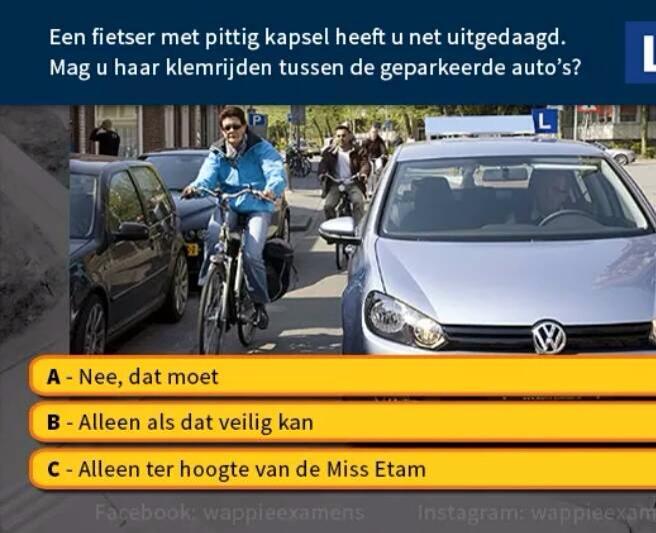 Een fietser met pittig kapsel heeft u net uitgedaagd.
Mag u haar klemrijden tussen de geparkeerde auto's?
L
P
L
A - Nee, dat moet
B - Alleen als dat veilig kan
C - Alleen ter hoogte van de Miss Etam
Facebook: wappieexamens Instagram: wappieexam